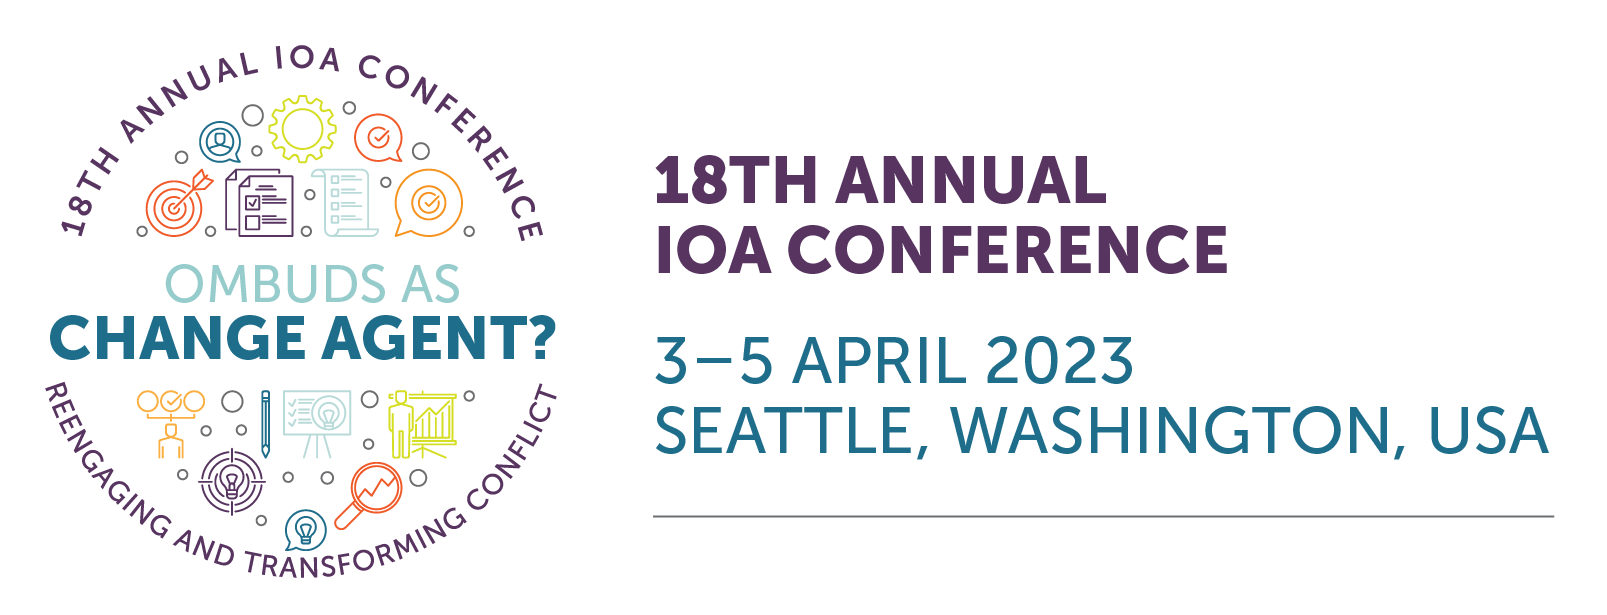 18TH ANNUAL IOA CONFERENCE
OMBUDS AS
CHANGE AGENT?
REENGAGING AND TRANSFORMING CONFLICT
18TH ANNUAL
IOA CONFERENCE
3–5 APRIL 2023
SEATTLE, WASHINGTON, USA